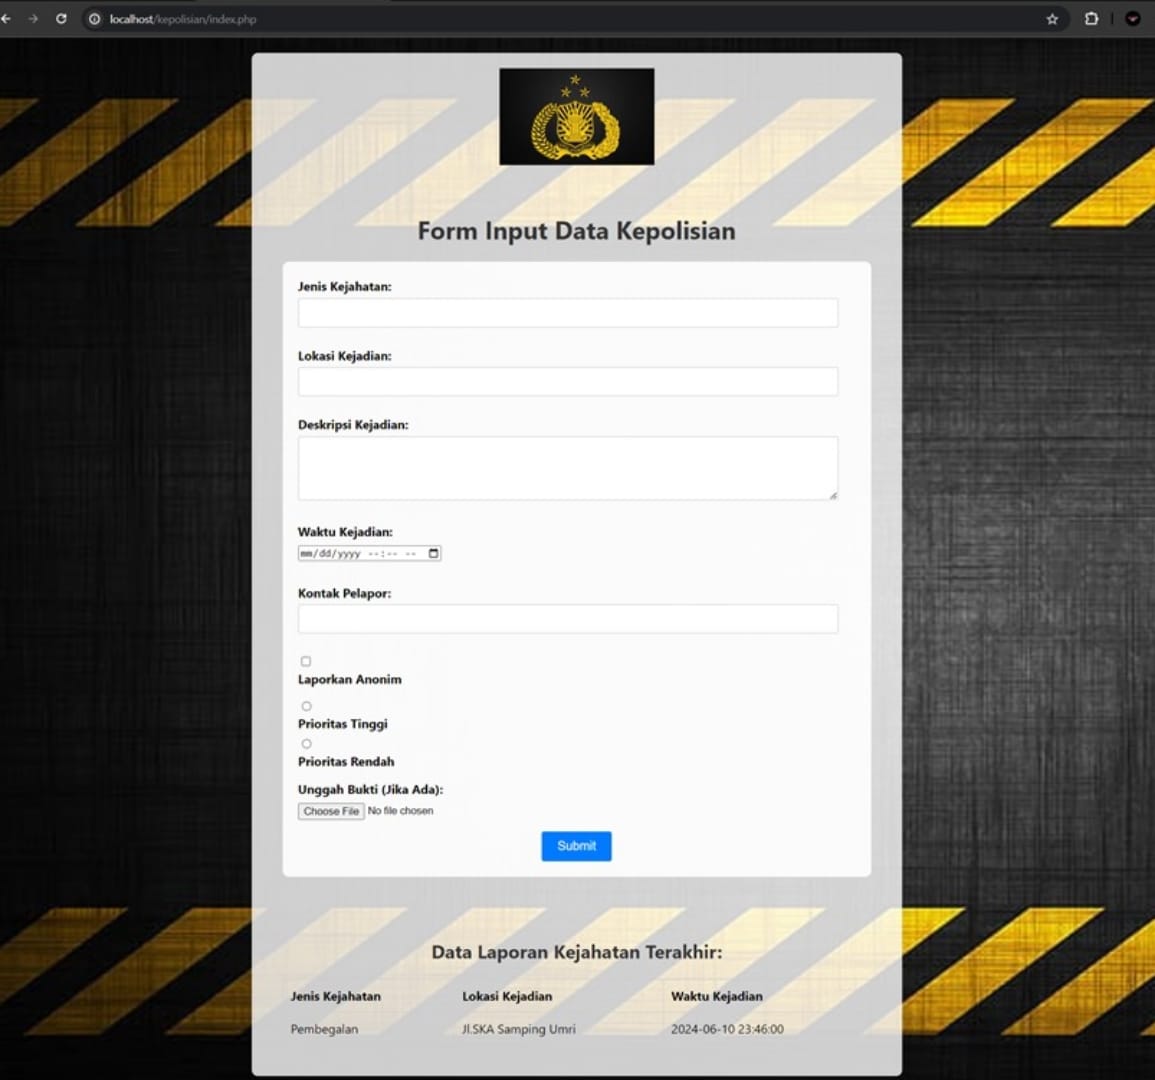 localhost/kepolisian/index.php
Form Input Data Kepolisian
Jenis Kejahatan:
Lokasi Kejadian:
Deskripsi Kejadian:
Waktu Kejadian:
mm/dd/yyyy --:-- --
Kontak Pelapor:
Laporkan Anonim
Prioritas Tinggi
Prioritas Rendah
Unggah Bukti (Jika Ada):
Choose File No file chosen
Submit
Data Laporan Kejahatan Terakhir:
Jenis Kejahatan Lokasi Kejadian Waktu Kejadian
Pembegalan Jl.SKA Samping Umri 2024-06-10 23:46:00